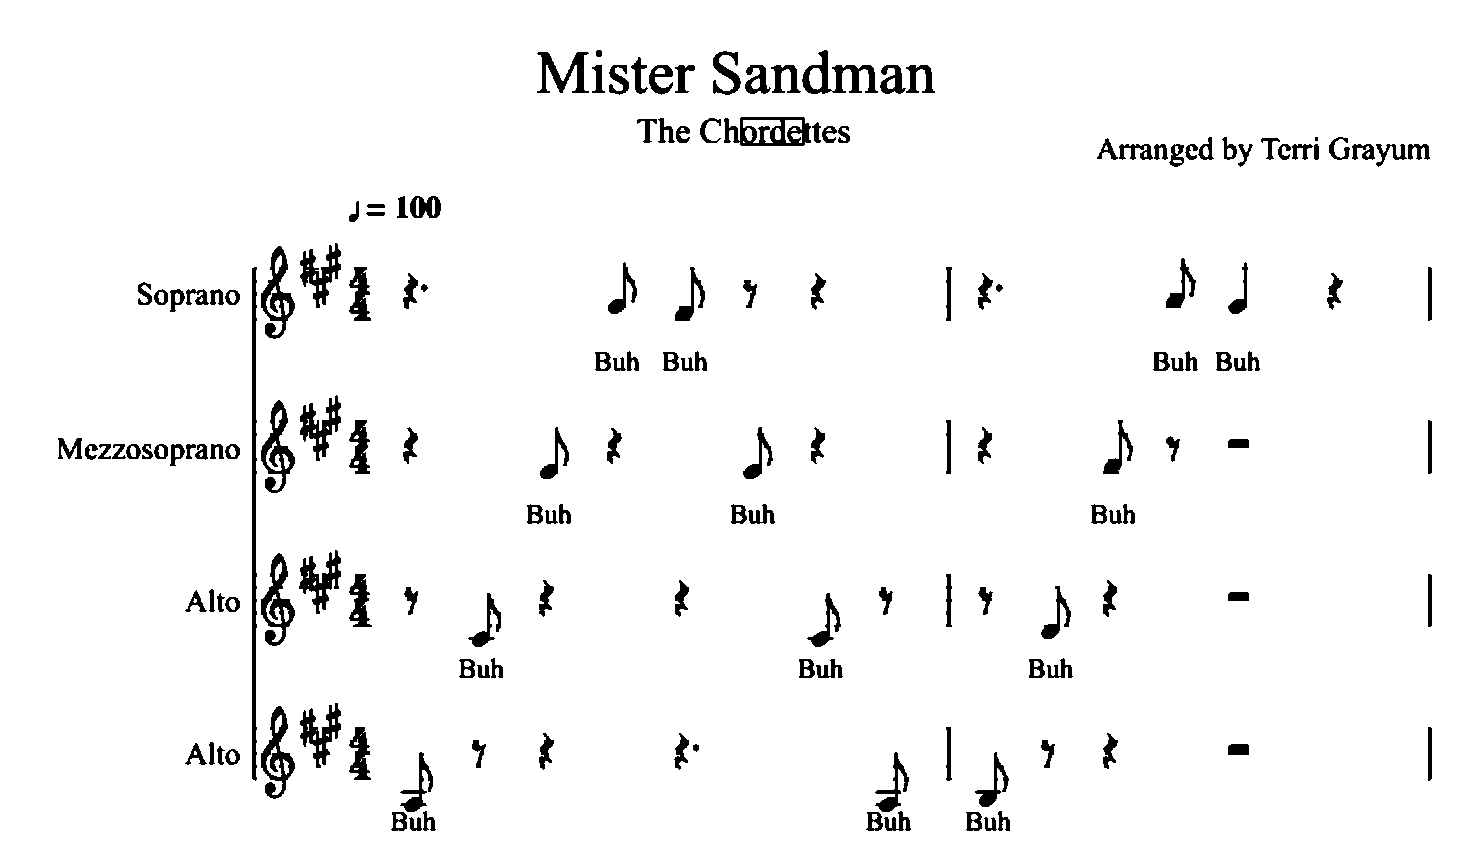 Mister Sandman
The Chordettes
Arranged by Terri Grayum
♩ = 100
Soprano
Buh Buh Buh Buh
Mezzosoprano
Buh Buh Buh
Alto
Buh Buh Buh
Alto
Buh Buh Buh